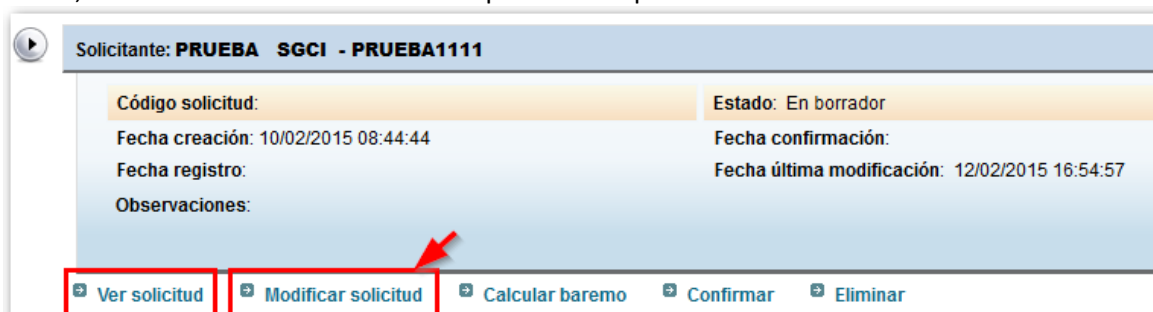 Solicitante: PRUEBA SGCI - PRUEBA1111
Código solicitud: Estado: En borrador
Fecha creación: 10/02/2015 08:44:44 Fecha confirmación:
Fecha registro: Fecha última modificación: 12/02/2015 16:54:57
Observaciones:
Ver solicitud Modificar solicitud Calcular baremo Confirmar Eliminar